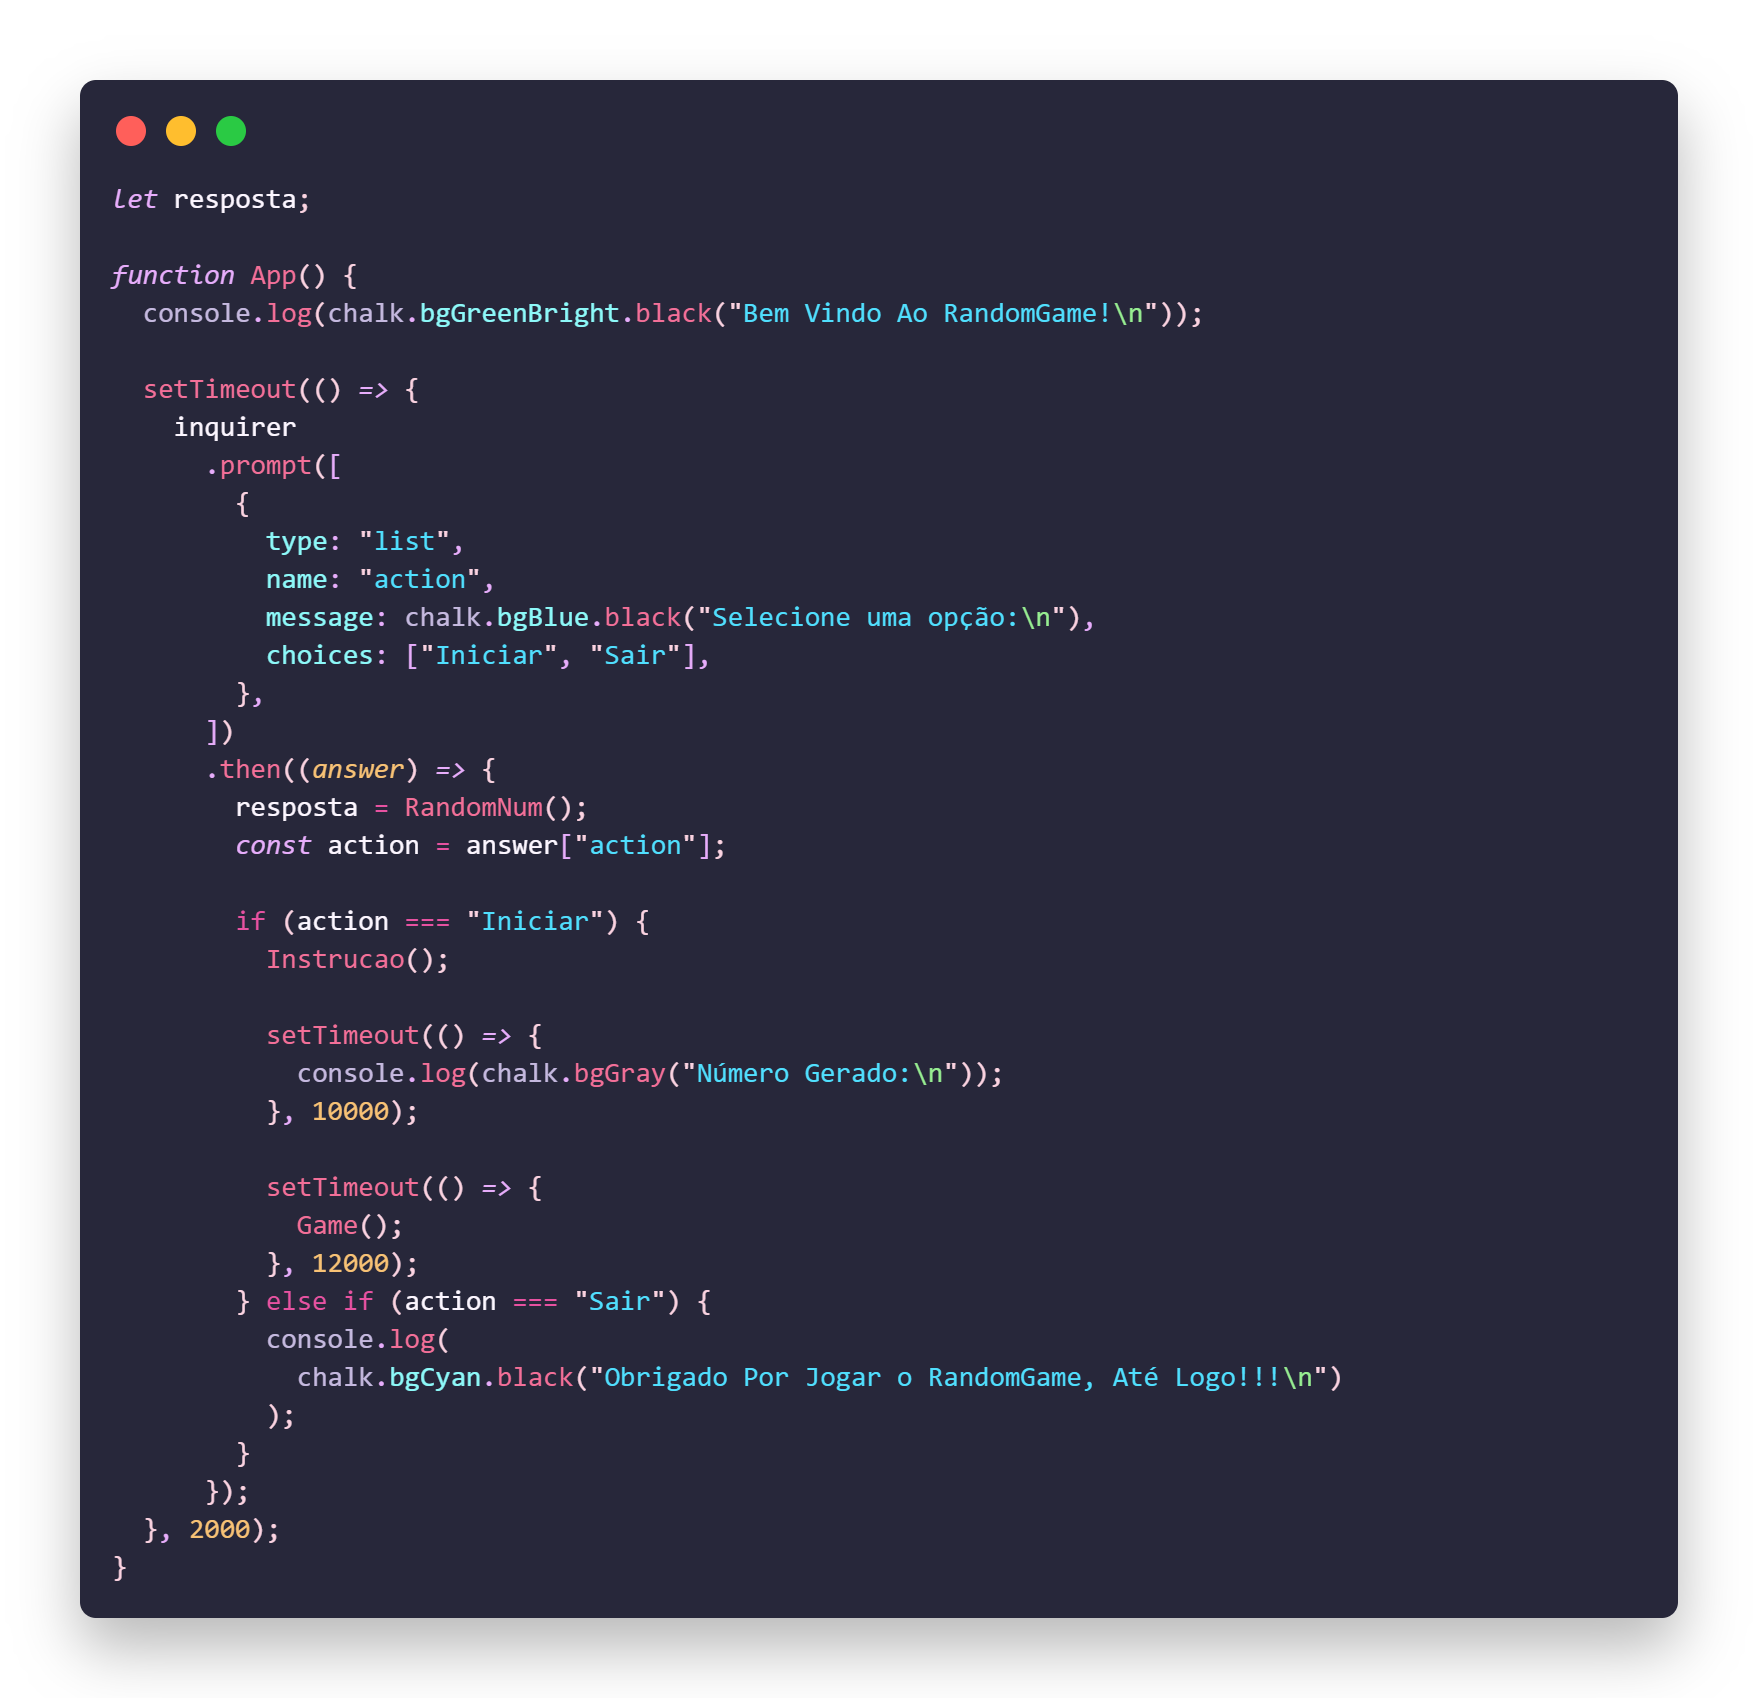 let resposta;

function App() {
  console.log(chalk.bgGreenBright.black("Bem Vindo Ao RandomGame!\n"));

  setTimeout(() => {
    inquirer
      .prompt([
        {
          type: "list",
          name: "action",
          message: chalk.bgBlue.black("Selecione uma opção:\n"),
          choices: ["Iniciar", "Sair"],
        },
      ])
      .then((answer) => {
        resposta = RandomNum();
        const action = answer["action"];

        if (action === "Iniciar") {
          Instrucao();

          setTimeout(() => {
            console.log(chalk.bgGray("Número Gerado:\n"));
          }, 10000);

          setTimeout(() => {
            Game();
          }, 12000);
        } else if (action === "Sair") {
          console.log(
            chalk.bgCyan.black("Obrigado Por Jogar o RandomGame, Até Logo!!!\n")
          );
        }
      });
  }, 2000);
}